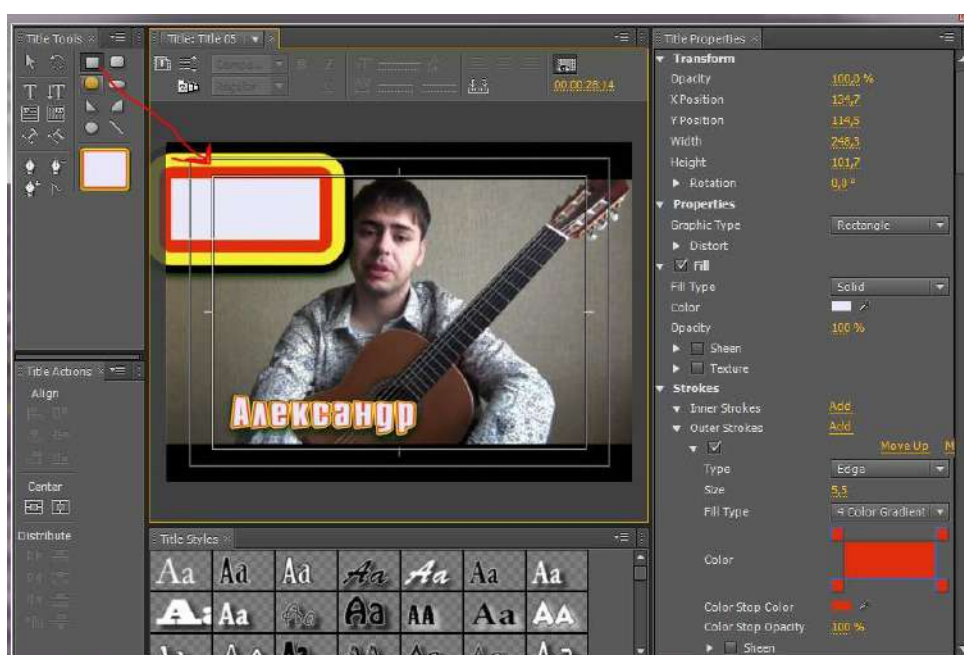 Title Tools
Title: Title 05
00:00:28:14
Title Actions
Align
Center
Distribute
Александр
Title Styles
Aa Aa Aa Aa Aa Aa Aa
Aa Aa Aa AA Aa AA
Title Properties
Transform
Opacity 100,0 %
X Position 134,7
Y Position 114,5
Width 248,3
Height 101,7
Rotation 0,0 °
Properties
Graphic Type Rectangle
Distort
Fill
Fill Type Solid
Color
Opacity 100 %
Sheen
Texture
Strokes
Inner Strokes Add
Outer Strokes Add
Move Up M
Type Edge
Size 5,5
Fill Type 4 Color Gradient
Color
Color Stop Color
Color Stop Opacity 100 %
Sheen